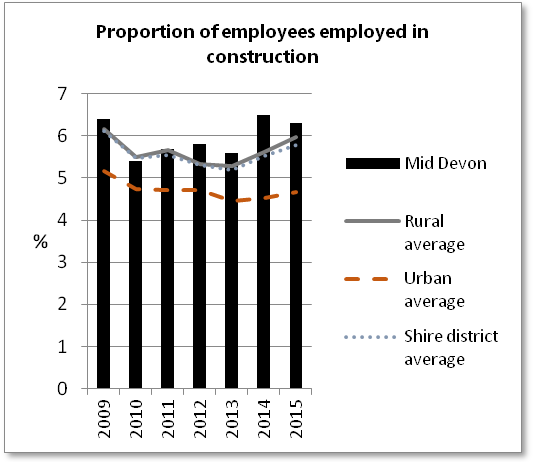 Proportion of employees employed in
construction
7
6
5
4
3
2
1
0
%
2009
2010
2011
2012
2013
2014
2015
Mid Devon
Rural
average
Urban
average
Shire district
average